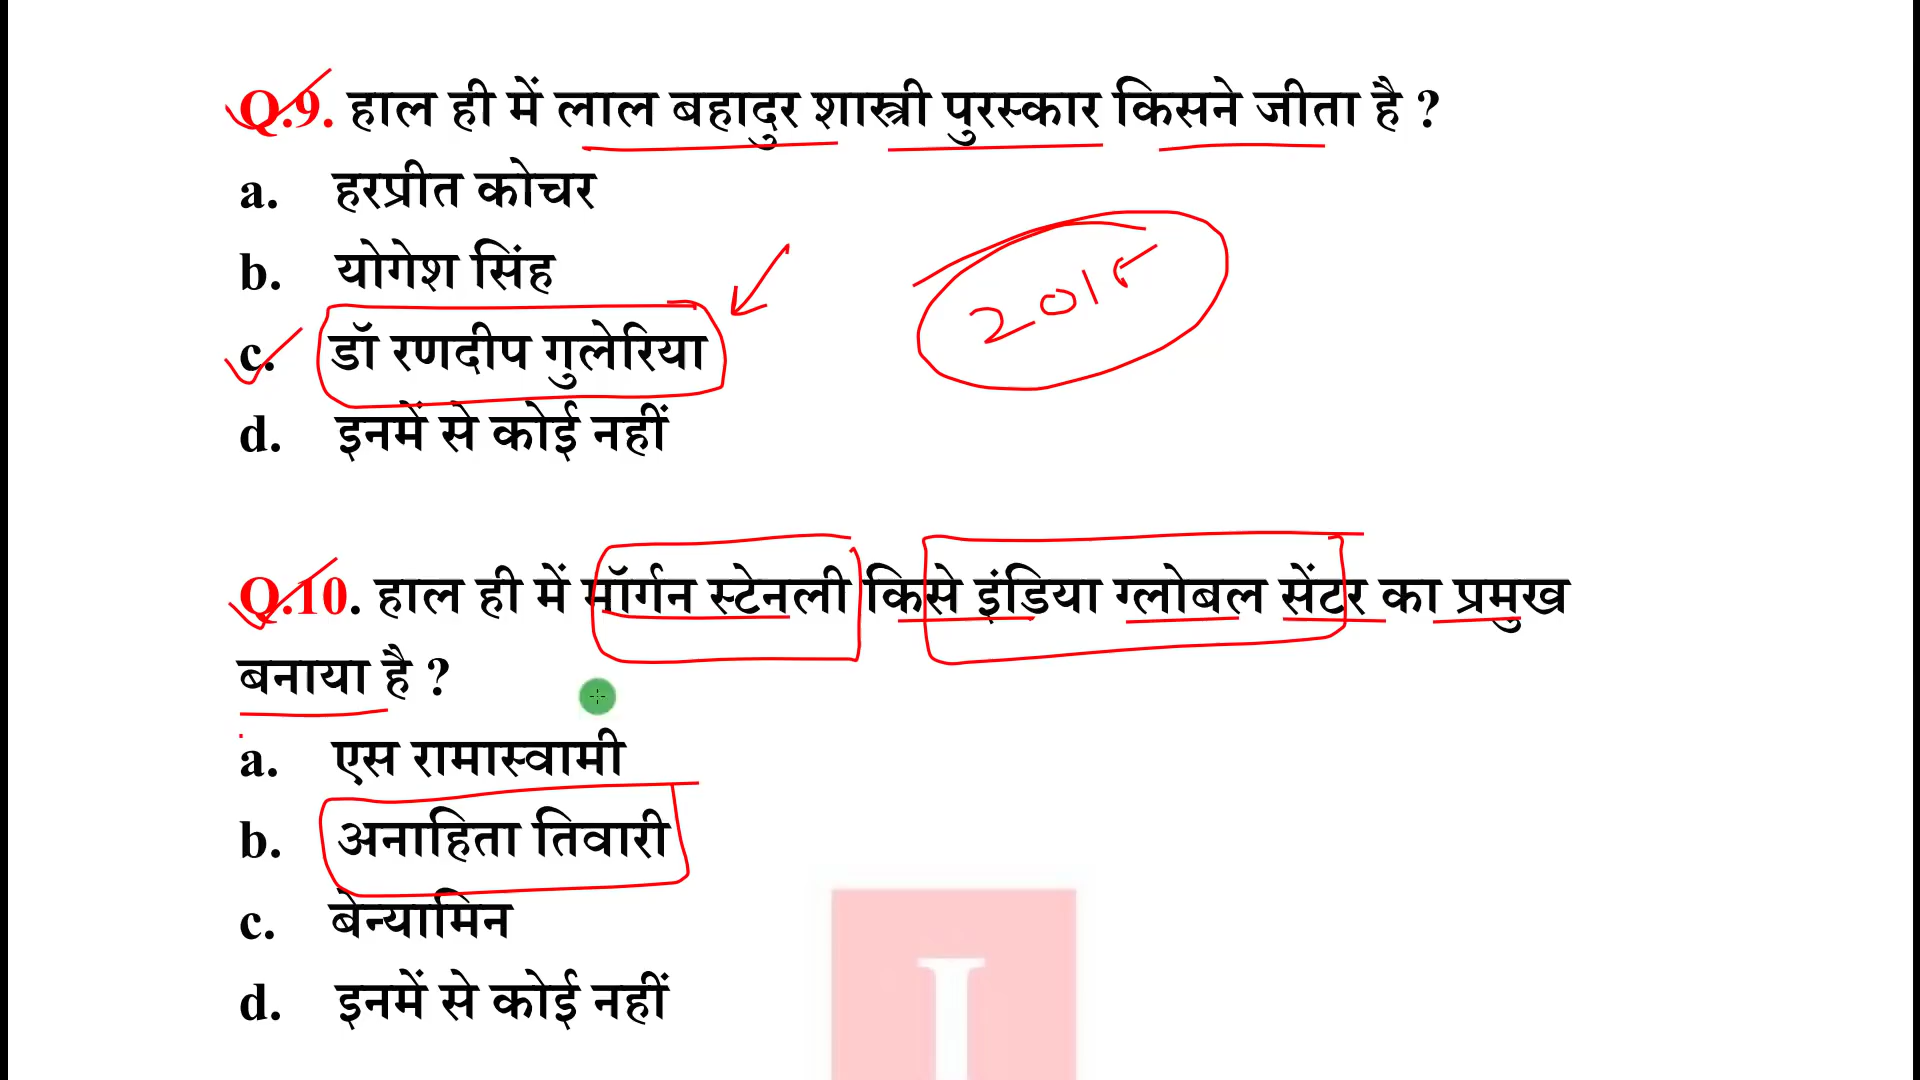 Q.9. हाल ही में लाल बहादुर शास्त्री पुरस्कार किसने जीता है ?
a. हरप्रीत कोचर
b. योगेश सिंह
2015
c. डॉ रणदीप गुलेरिया
d. इनमें से कोई नहीं
Q.10. हाल ही में मॉर्गन स्टेनली किसे इंडिया ग्लोबल सेंटर का प्रमुख
बनाया है ?
a. एस रामास्वामी
b. अनाहिता तिवारी
c. बेन्यामिन
d. इनमें से कोई नहीं
I